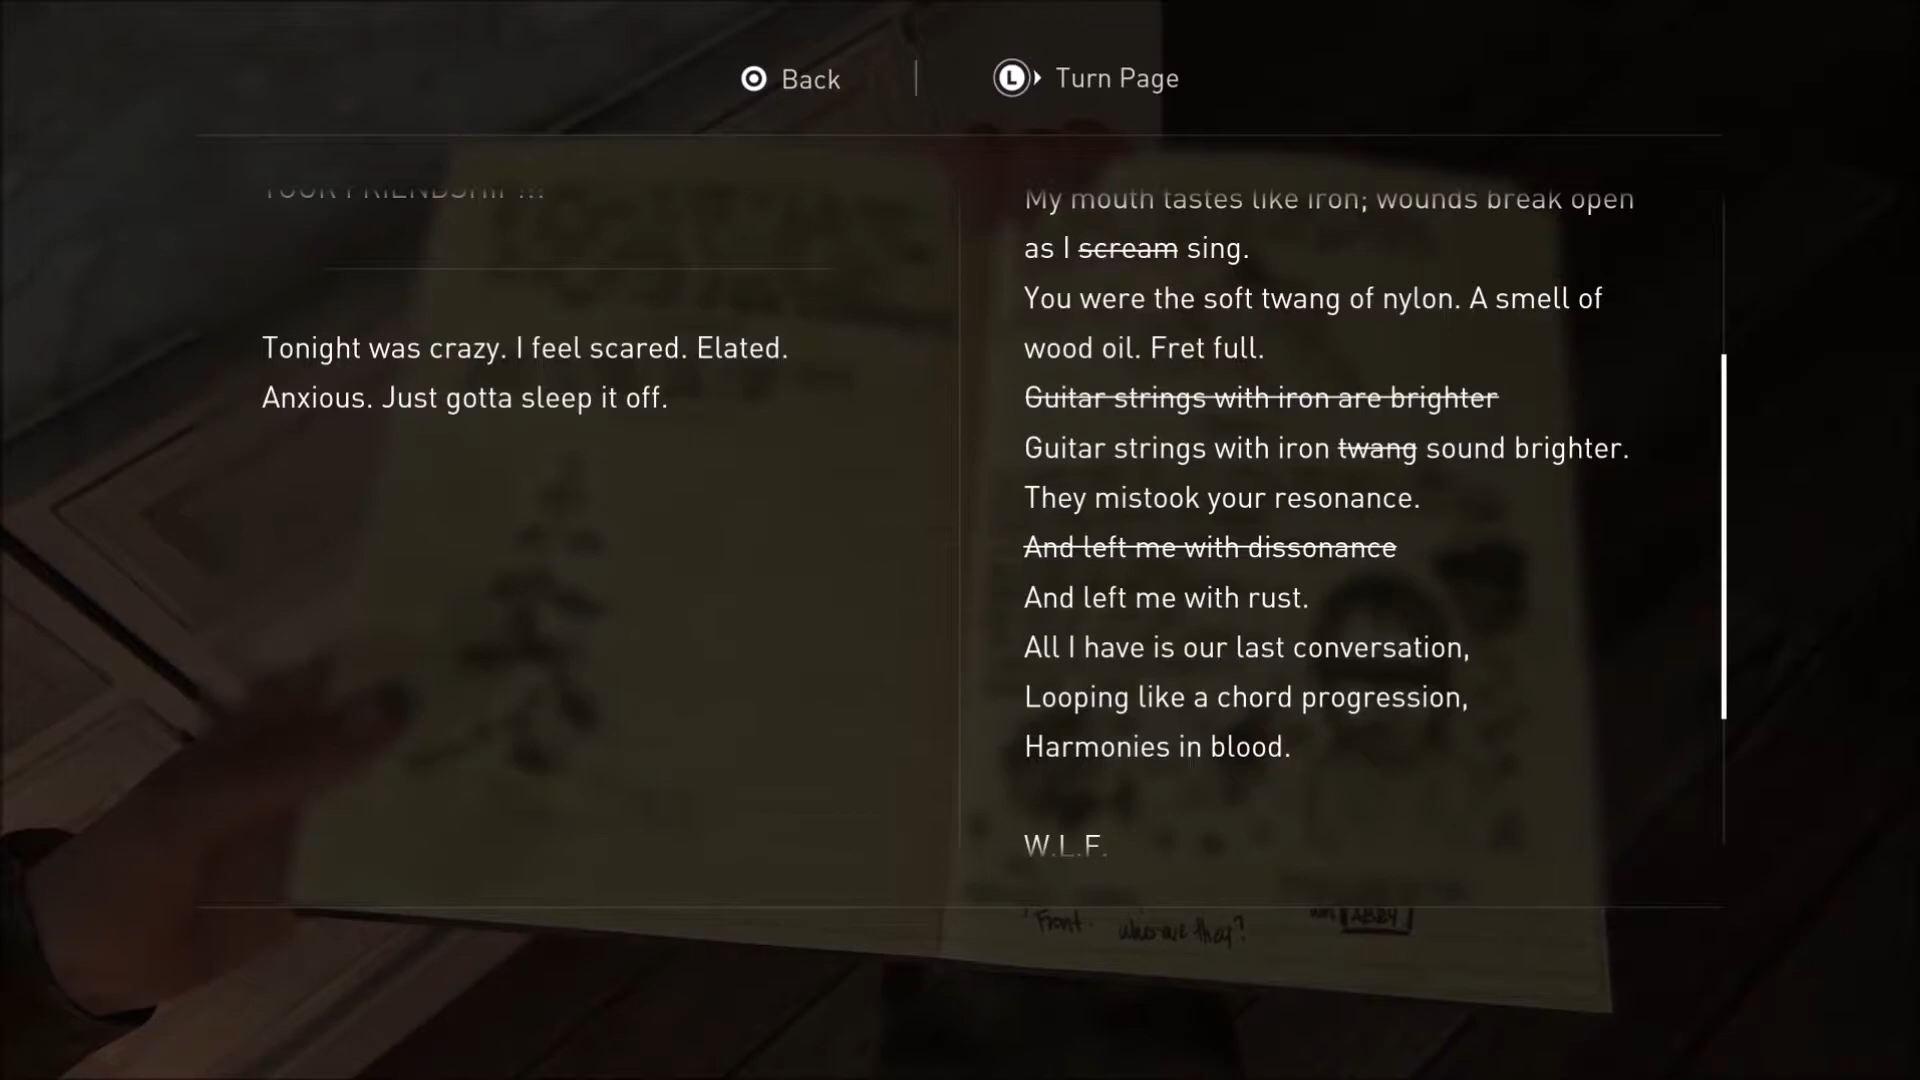 Back
Turn Page
YOUR FRIENDSHIP !!!
Tonight was crazy. I feel scared. Elated.
Anxious. Just gotta sleep it off.
My mouth tastes like iron; wounds break open
as I scream sing.
You were the soft twang of nylon. A smell of
wood oil. Fret full.
Guitar strings with iron are brighter
Guitar strings with iron twang sound brighter.
They mistook your resonance.
And left me with dissonance
And left me with rust.
All I have is our last conversation,
Looping like a chord progression,
Harmonies in blood.
W.L.F.
Front. who are they?
ABBY